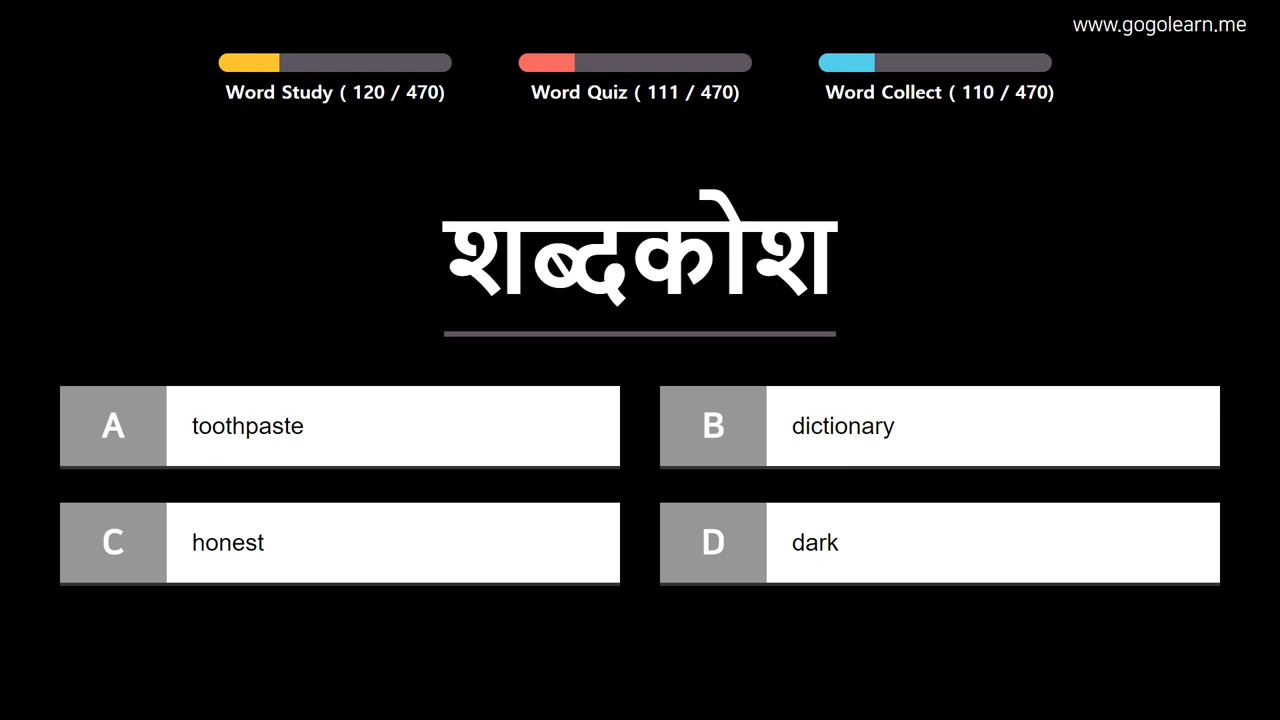 www.gogolearn.me
Word Study ( 120 / 470)
Word Quiz ( 111 / 470)
Word Collect ( 110 / 470)
शब्दकोश
A toothpaste
B dictionary
C honest
D dark